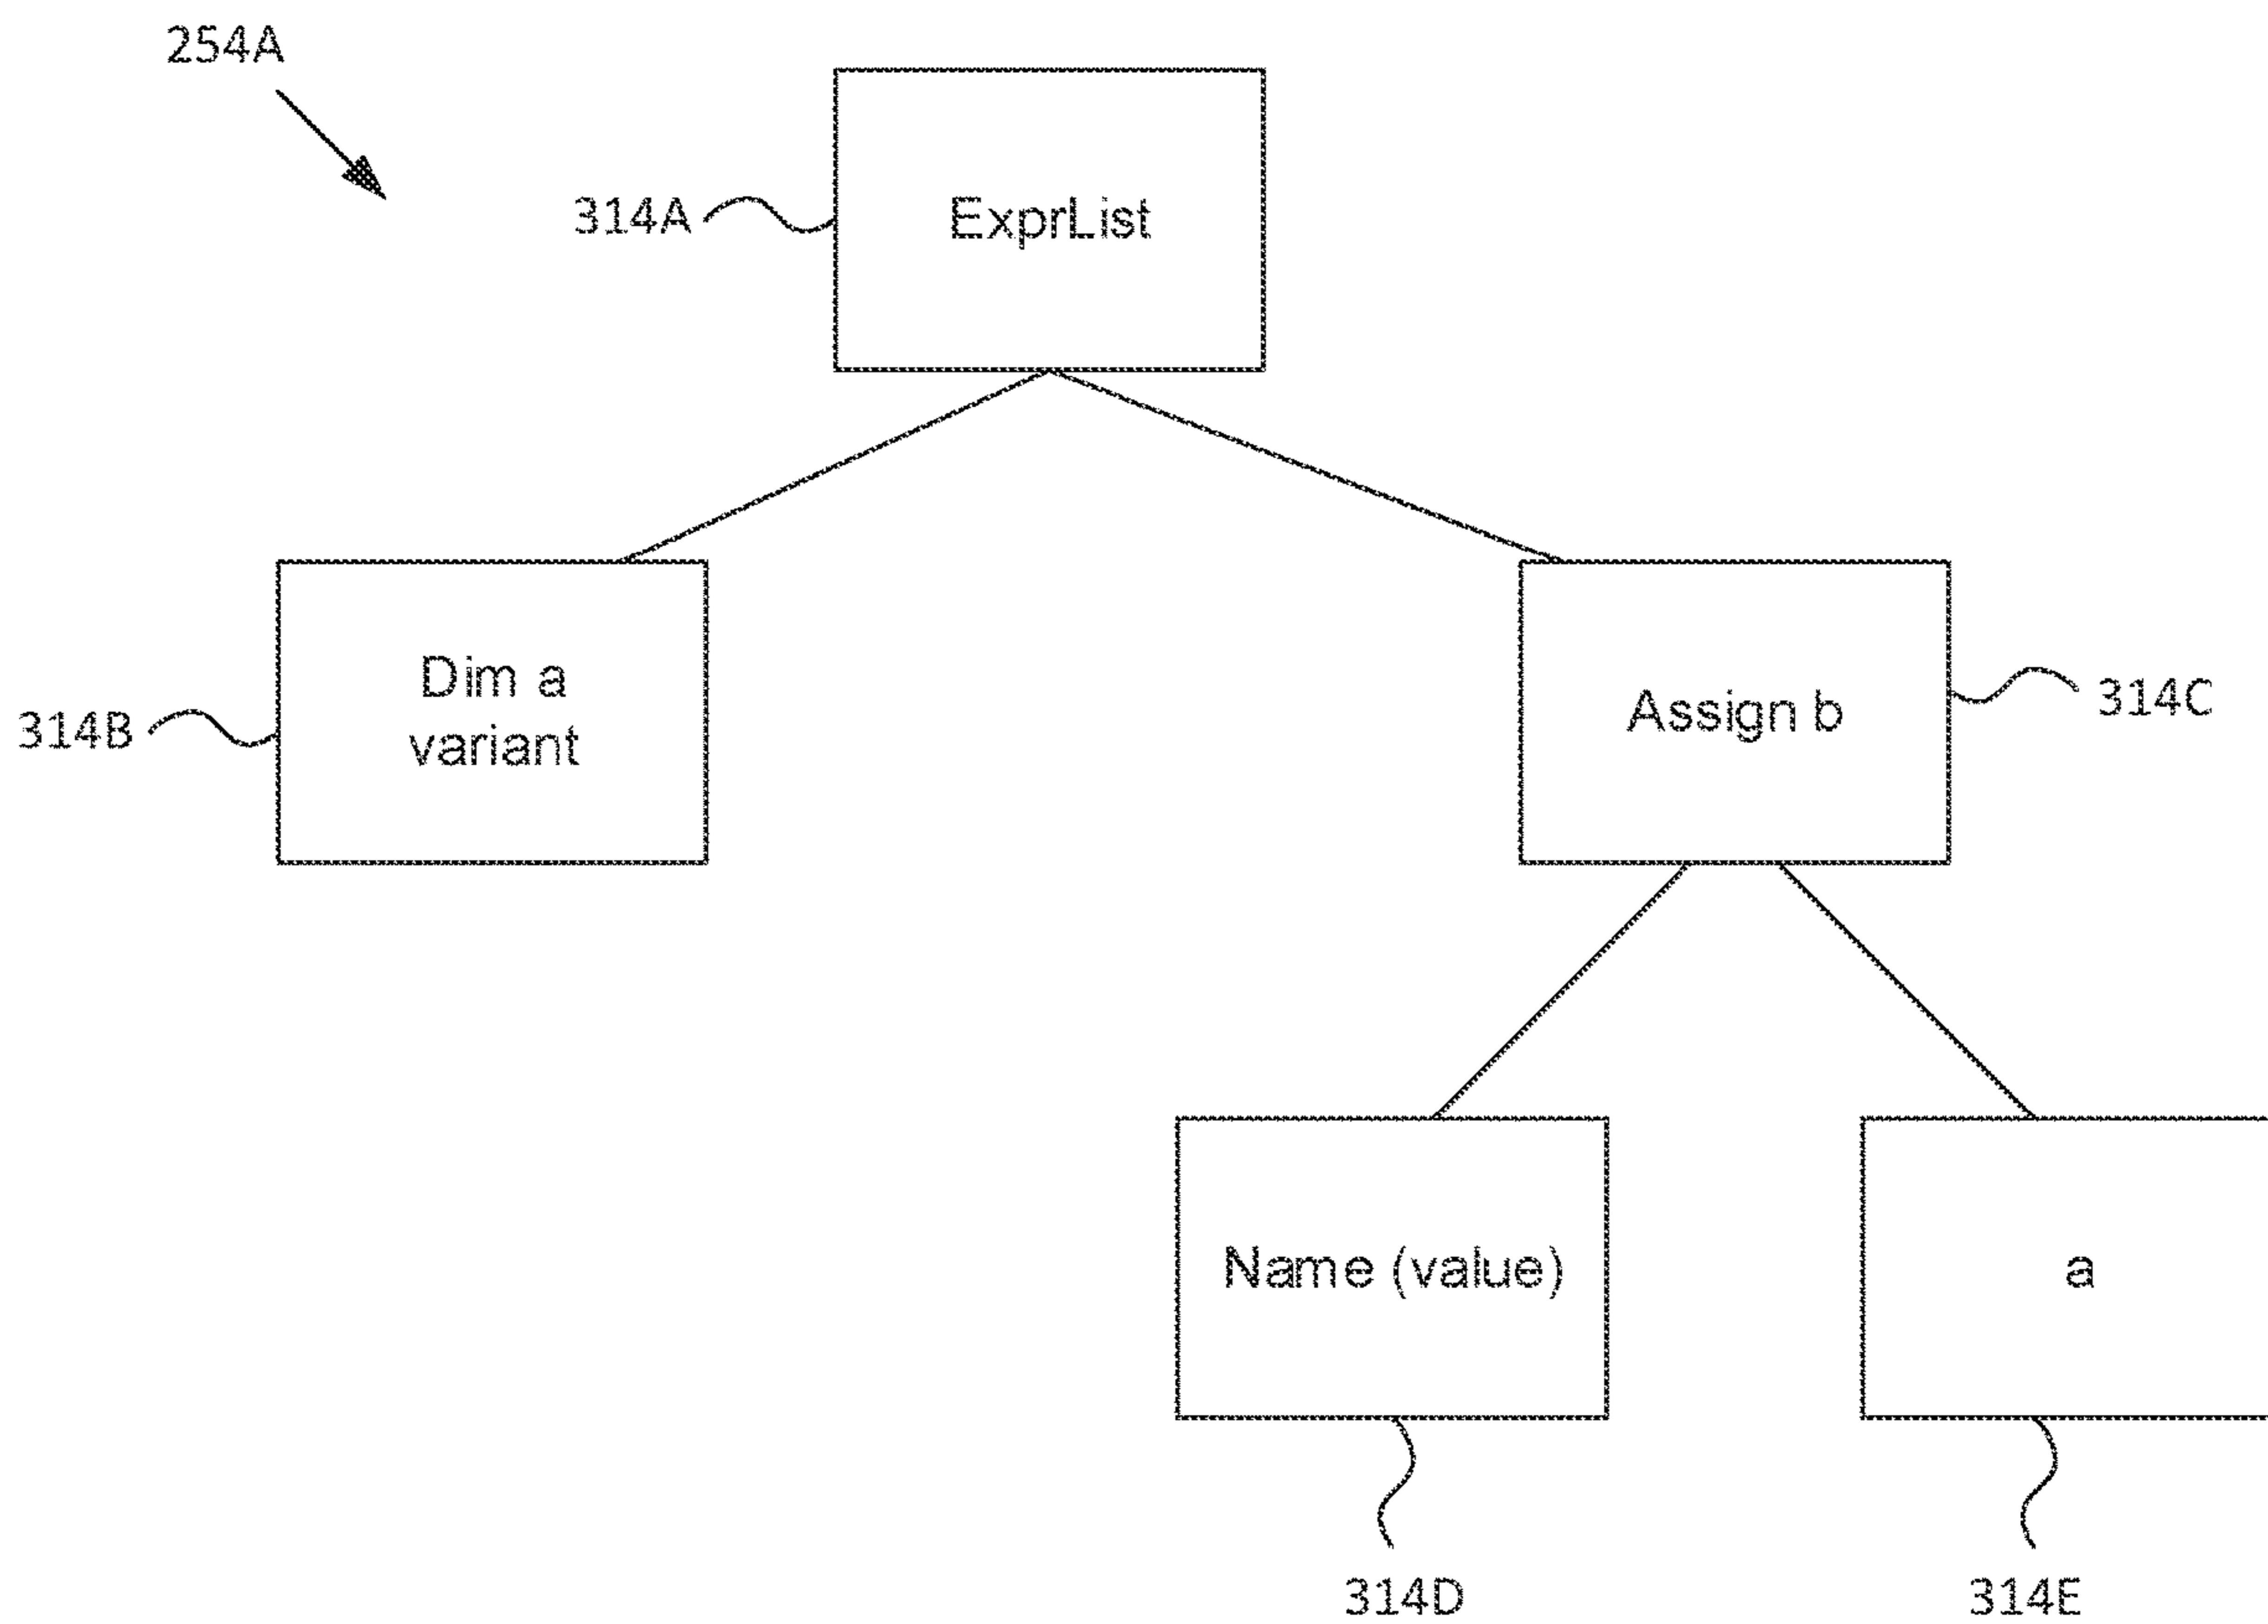 254A
314A
ExprList
314B
Dim a
variant
Assign b
314C
Name (value)
a
314D
314E